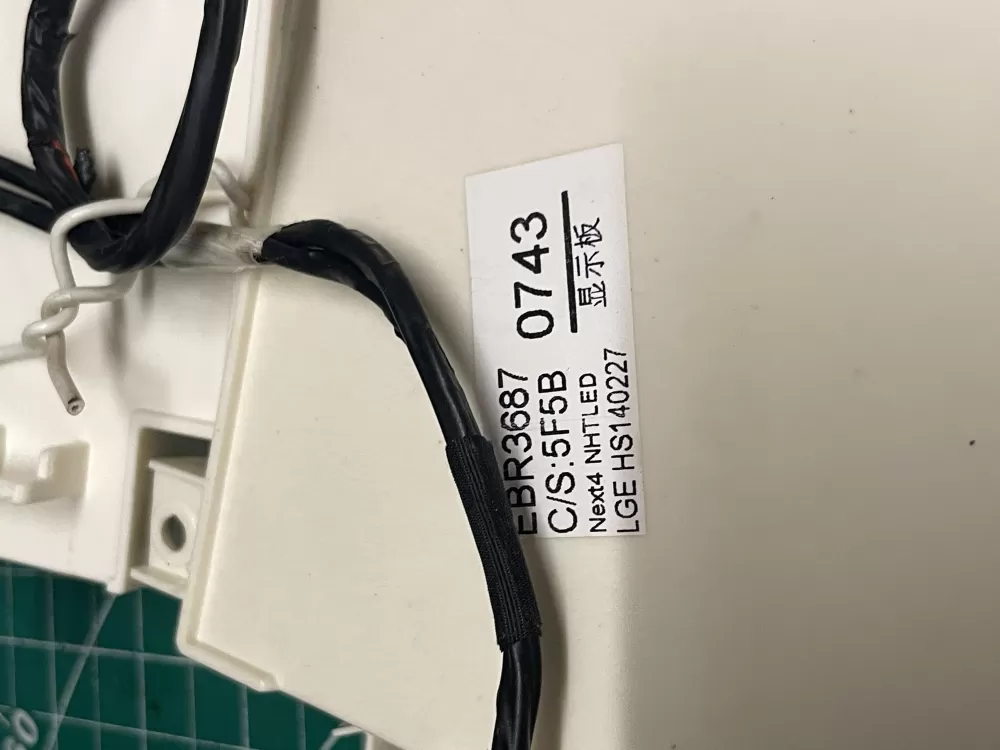 EBR3687 0743
C/S:5F5B
显示板
Next4 NHTLED
LGE HS140227